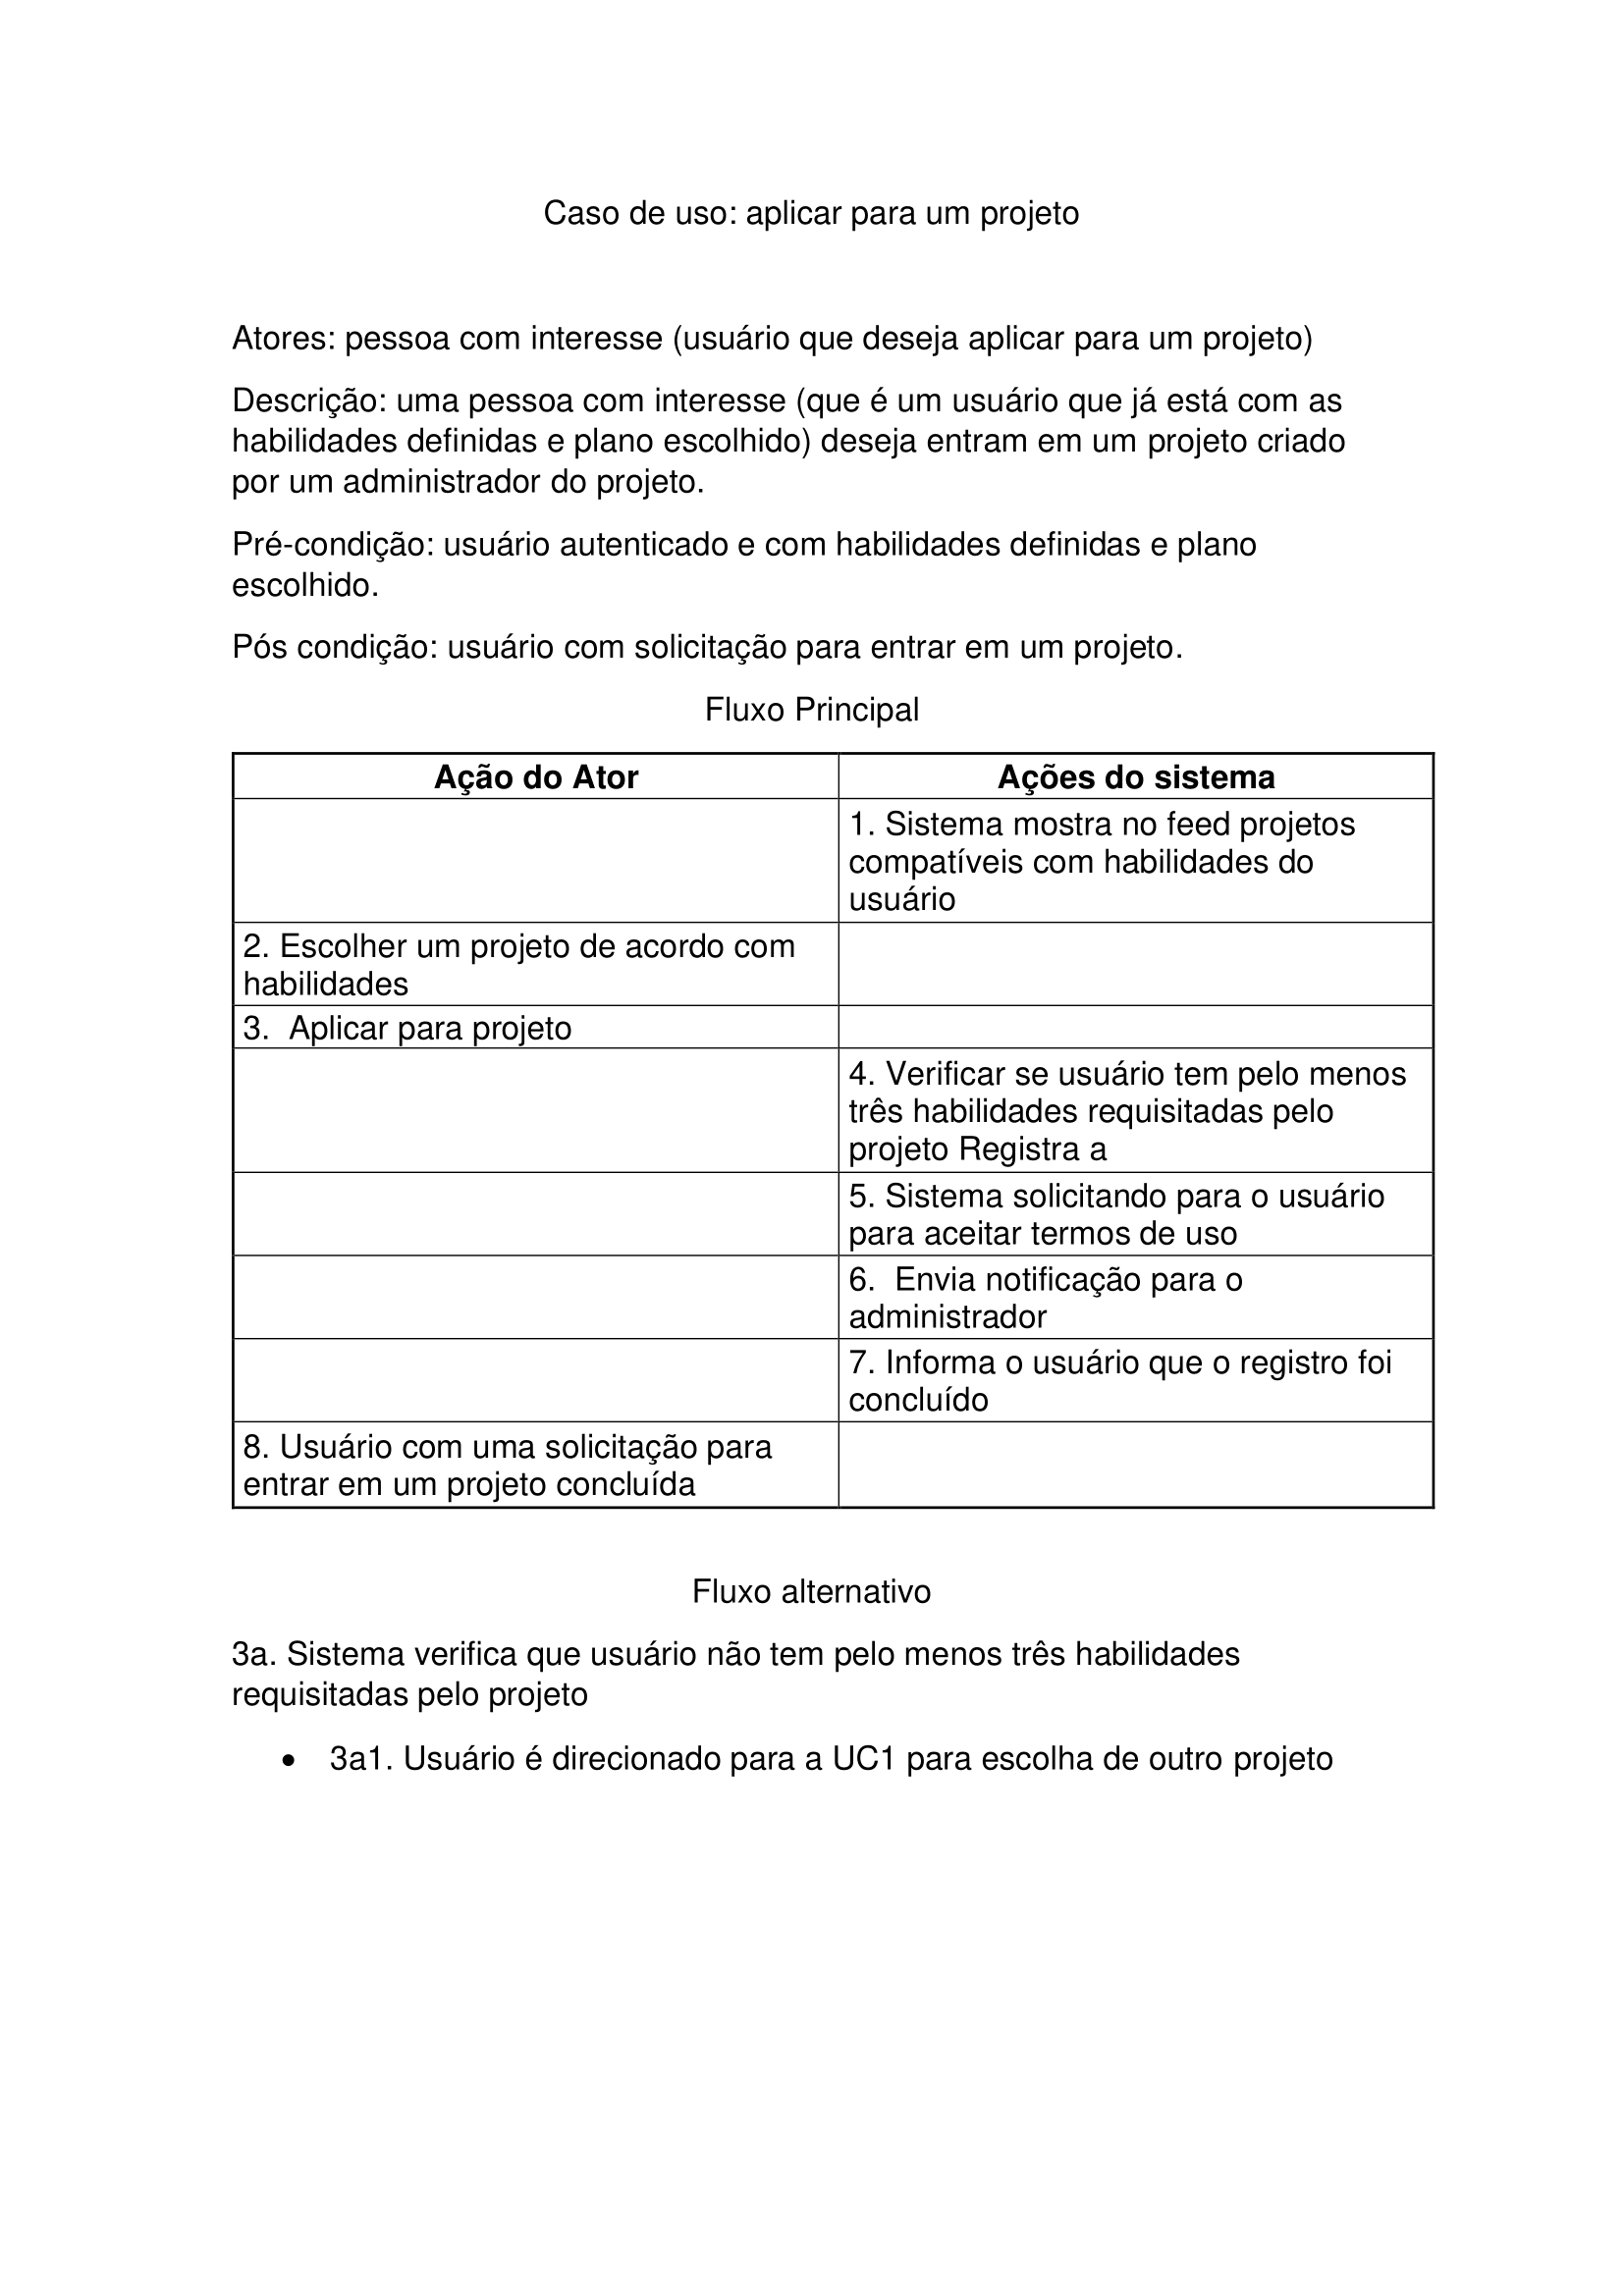 Caso de uso: aplicar para um projeto
Atores: pessoa com interesse (usuário que deseja aplicar para um projeto)
Descrição: uma pessoa com interesse (que é um usuário que já está com as
habilidades definidas e plano escolhido) deseja entram em um projeto criado
por um administrador do projeto.
Pré-condição: usuário autenticado e com habilidades definidas e plano
escolhido.
Pós condição: usuário com solicitação para entrar em um projeto.
Fluxo Principal
Ação do Ator
Ações do sistema
1. Sistema mostra no feed projetos
compatíveis com habilidades do
usuário
2. Escolher um projeto de acordo com
habilidades
3.  Aplicar para projeto
4. Verificar se usuário tem pelo menos
três habilidades requisitadas pelo
projeto Registra a
5. Sistema solicitando para o usuário
para aceitar termos de uso
6.  Envia notificação para o
administrador
7. Informa o usuário que o registro foi
concluído
8. Usuário com uma solicitação para
entrar em um projeto concluída
Fluxo alternativo
3a. Sistema verifica que usuário não tem pelo menos três habilidades
requisitadas pelo projeto
• 3a1. Usuário é direcionado para a UC1 para escolha de outro projeto